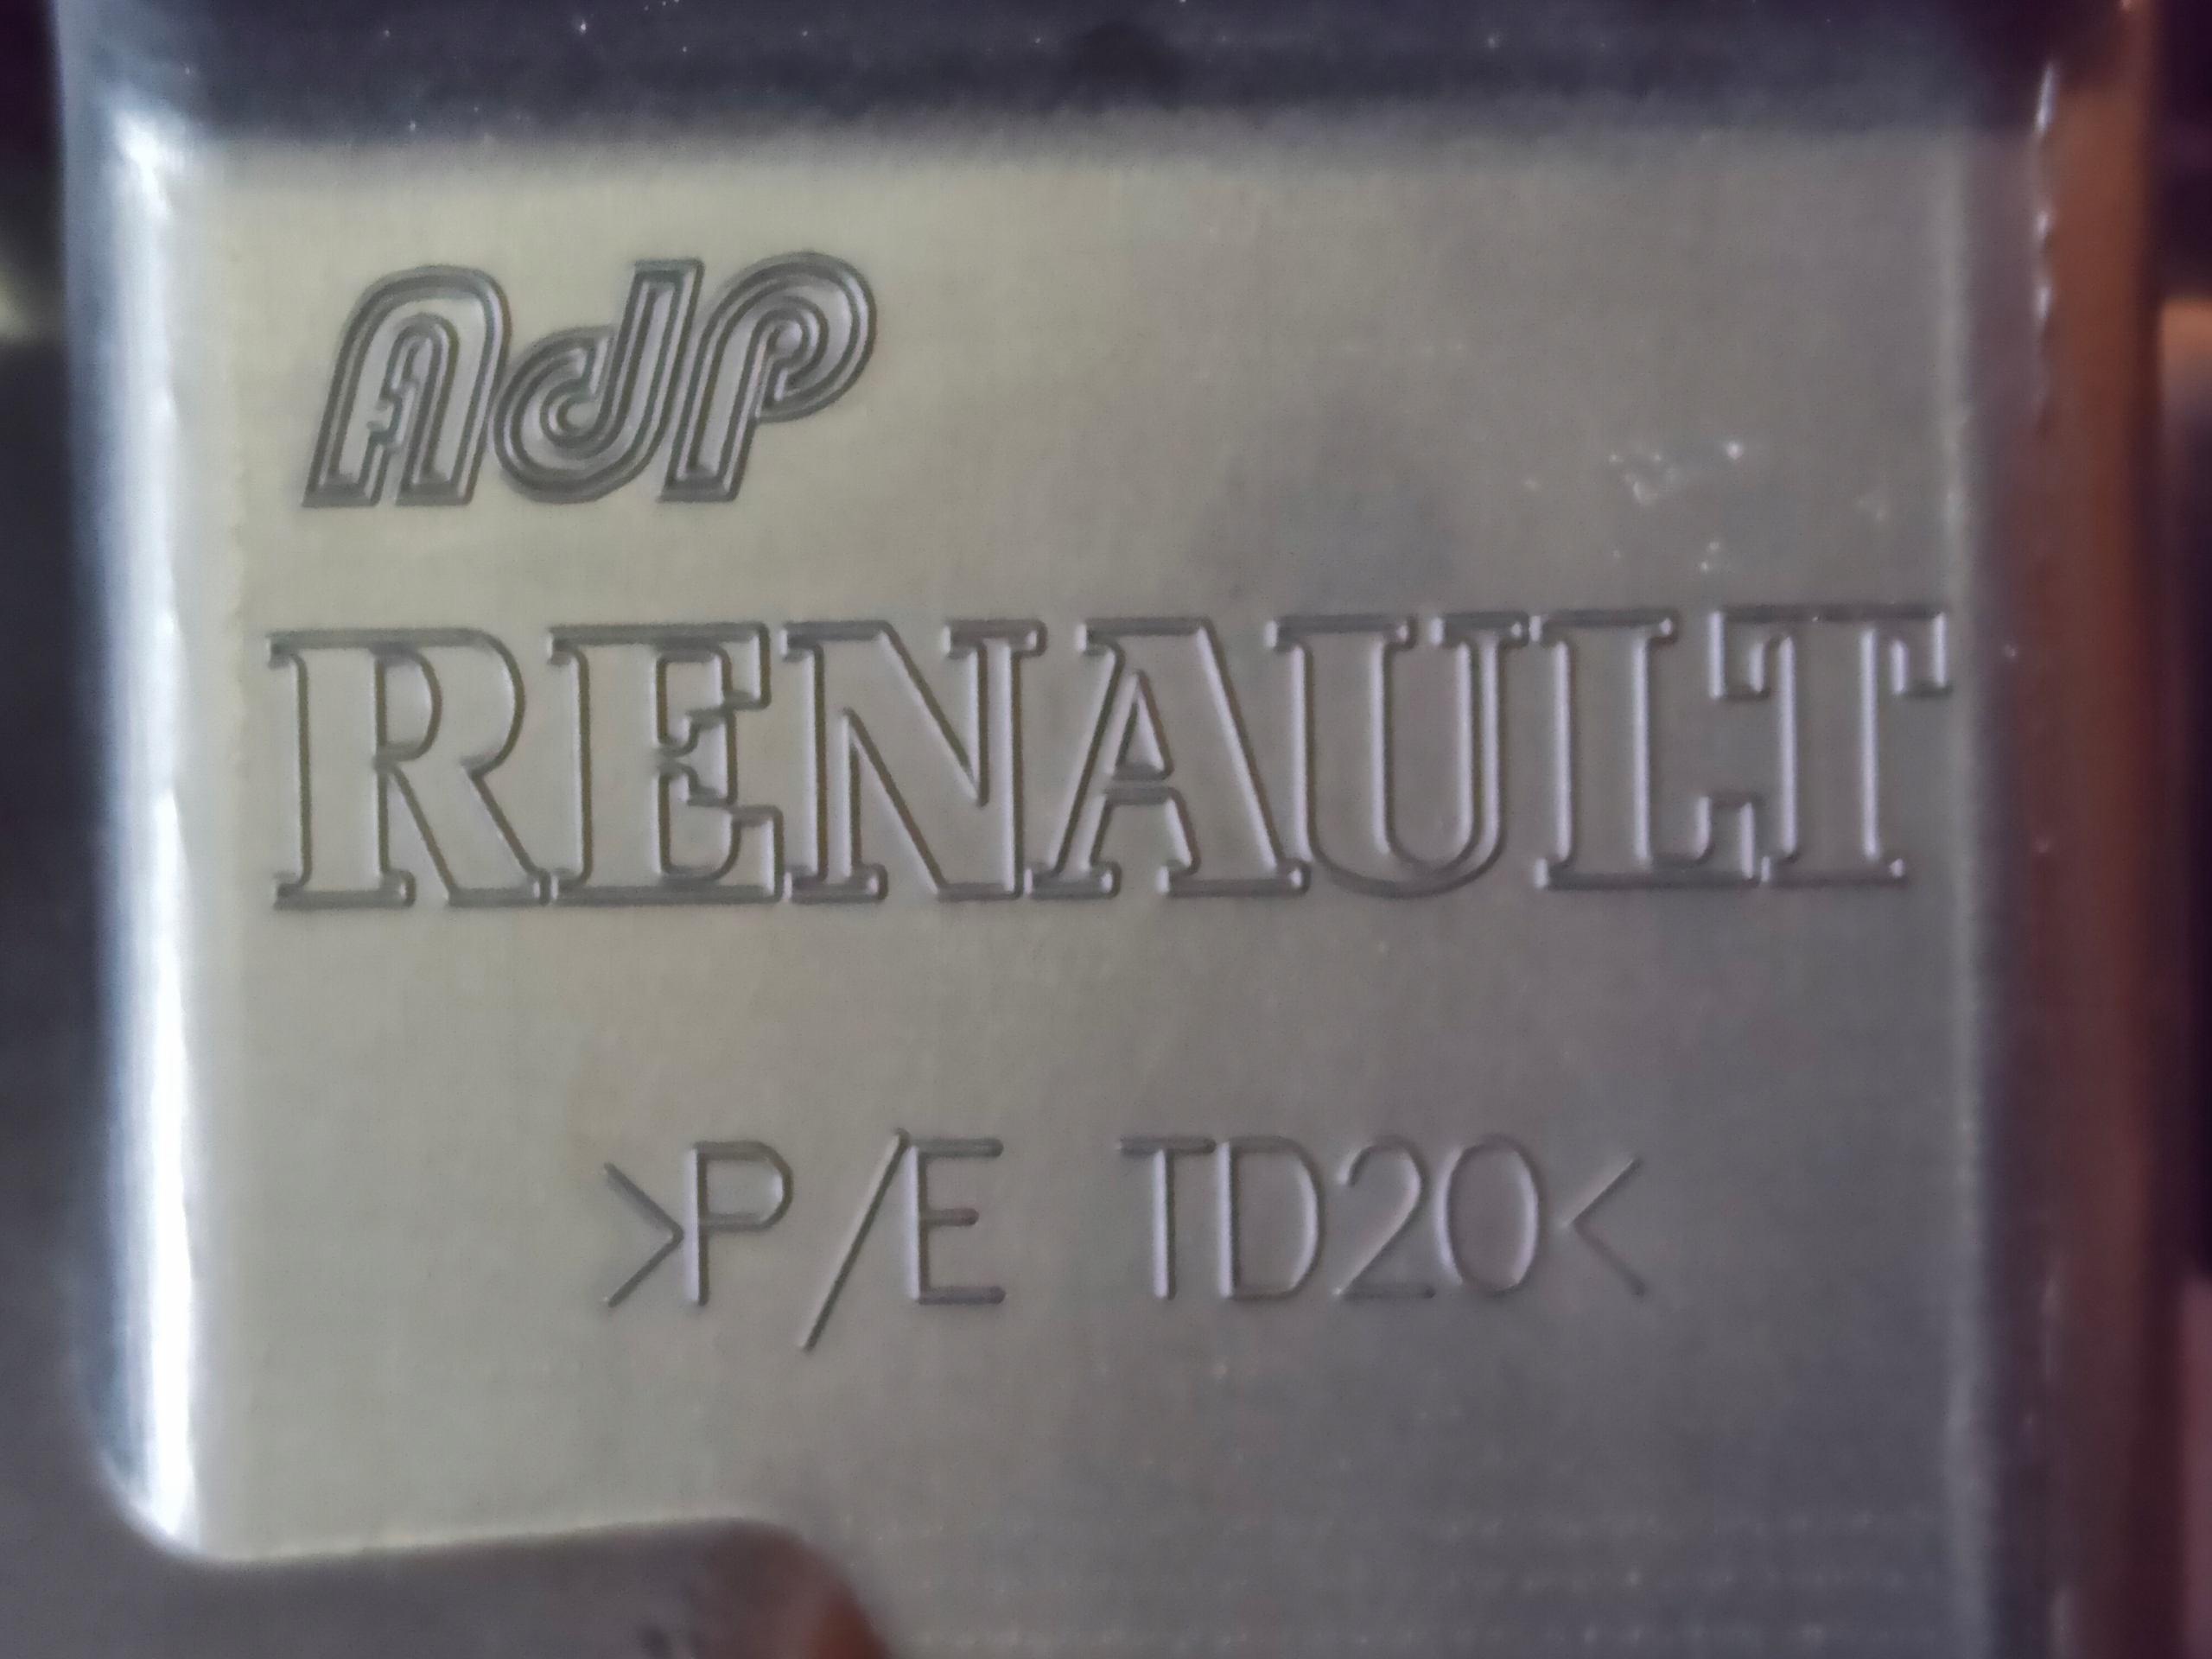 AdP
RENAULT
>P/E TD20<